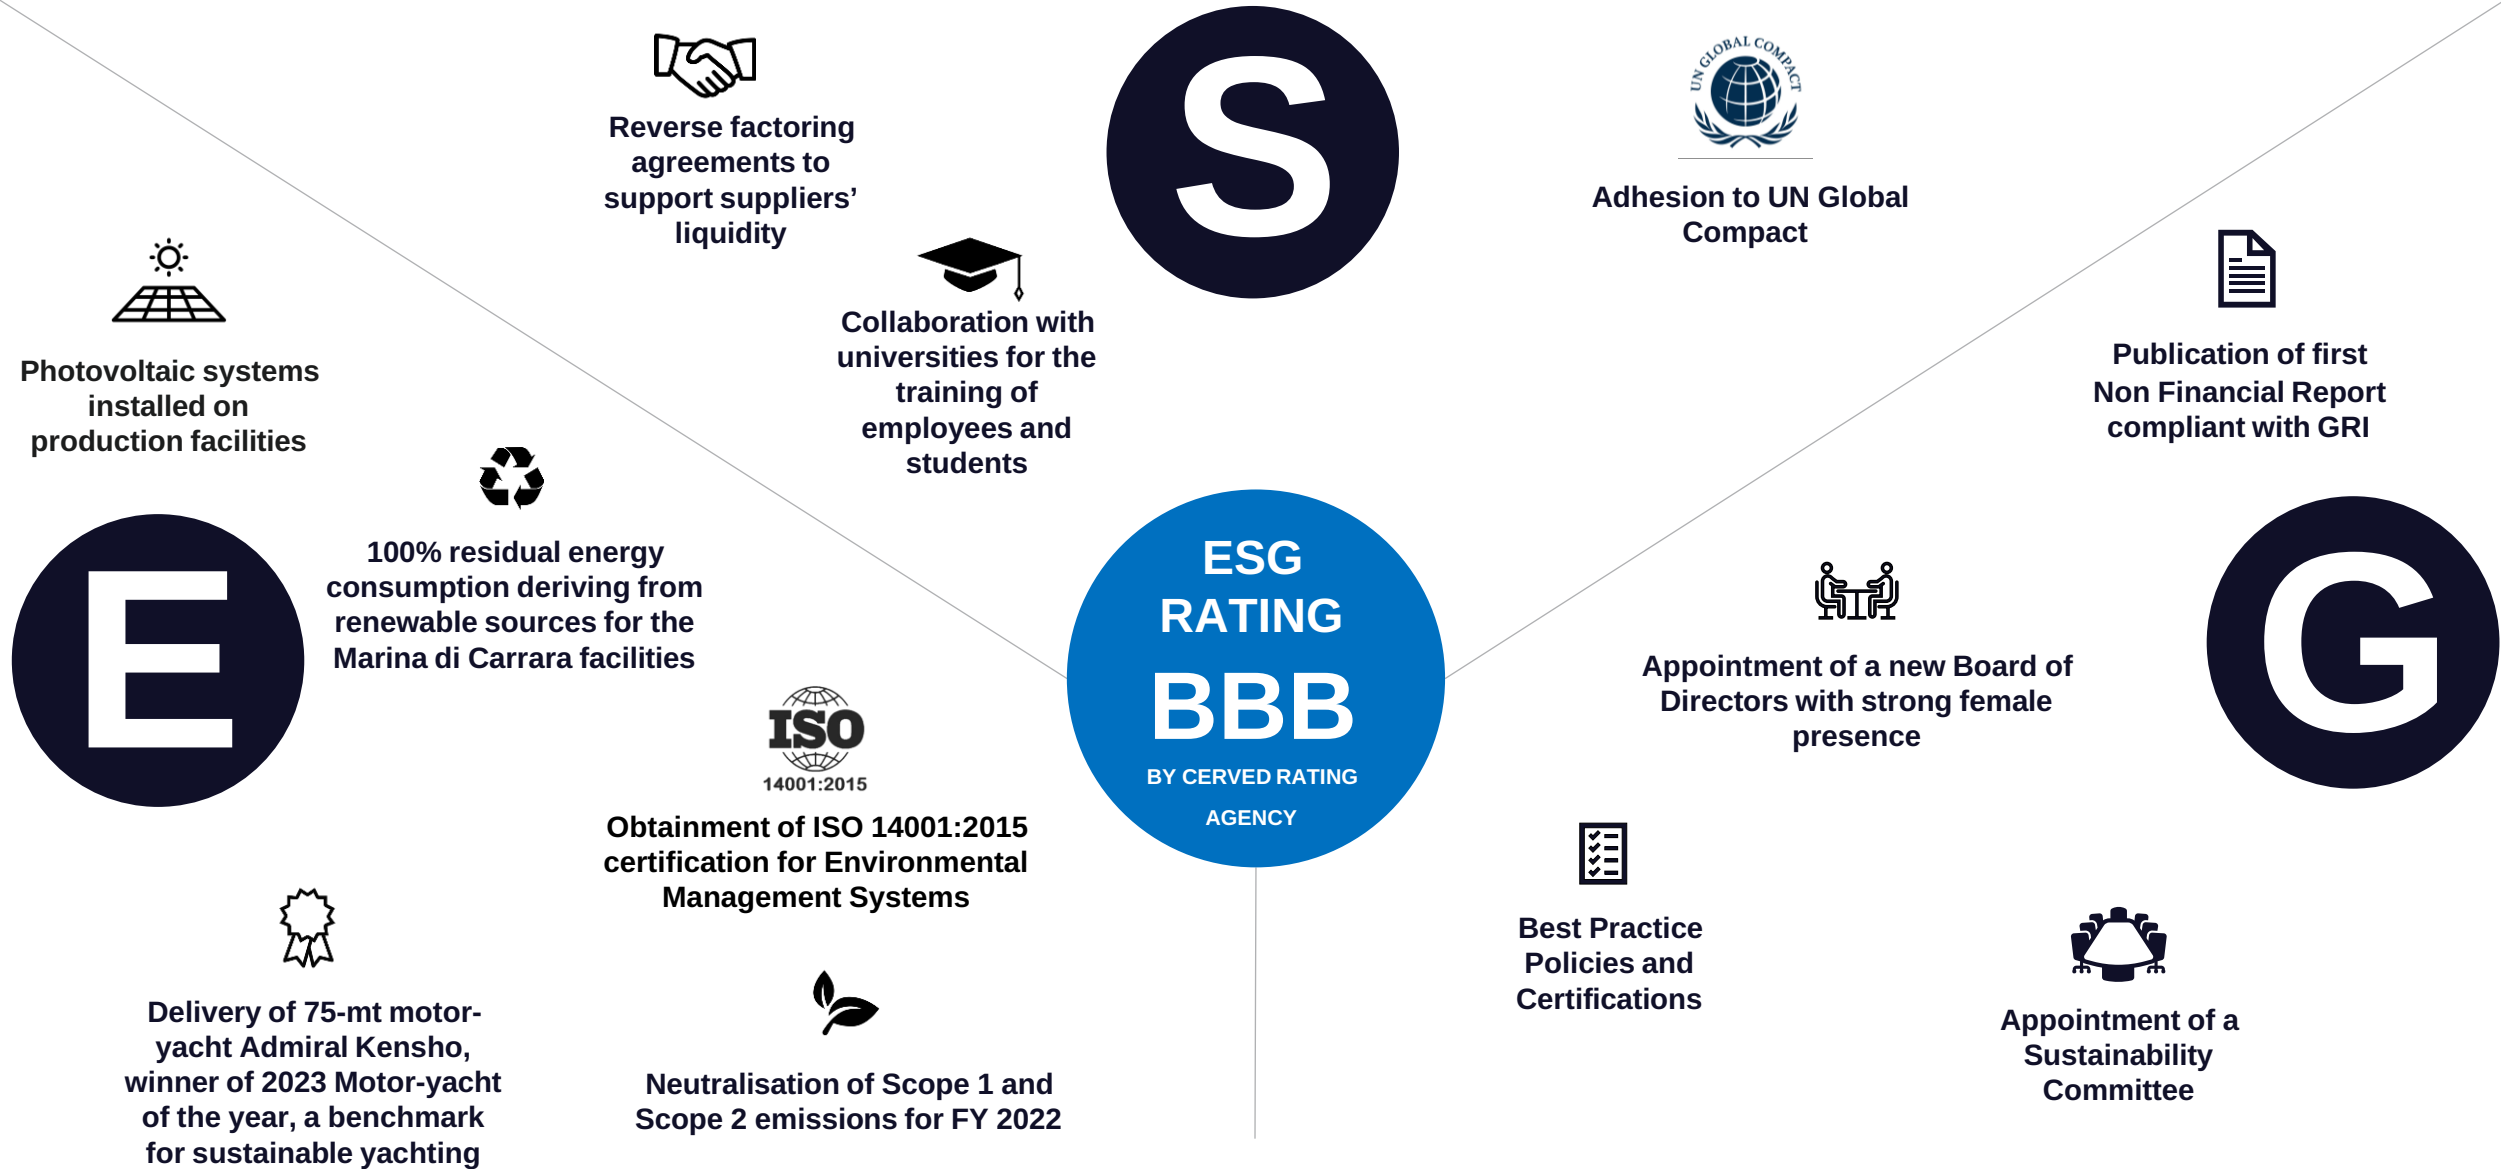 Reverse factoring
agreements to
support suppliers’
liquidity
S
UN GLOBAL COMPACT
Adhesion to UN Global
Compact
Collaboration with
universities for the
training of
employees and
students
Photovoltaic systems
installed on
production facilities
E
100% residual energy
consumption deriving from
renewable sources for the
Marina di Carrara facilities
ISO
14001:2015
Obtainment of ISO 14001:2015
certification for Environmental
Management Systems
Delivery of 75-mt motor-
yacht Admiral Kensho,
winner of 2023 Motor-yacht
of the year, a benchmark
for sustainable yachting
Neutralisation of Scope 1 and
Scope 2 emissions for FY 2022
ESG
RATING
BBB
BY CERVED RATING
AGENCY
Publication of first
Non Financial Report
compliant with GRI
G
Appointment of a new Board of
Directors with strong female
presence
Best Practice
Policies and
Certifications
Appointment of a
Sustainability
Committee